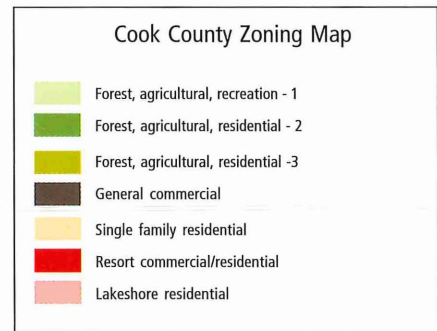 Cook County Zoning Map
Forest, agricultural, recreation - 1
Forest, agricultural, residential - 2
Forest, agricultural, residential -3
General commercial
Single family residential
Resort commercial/residential
Lakeshore residential